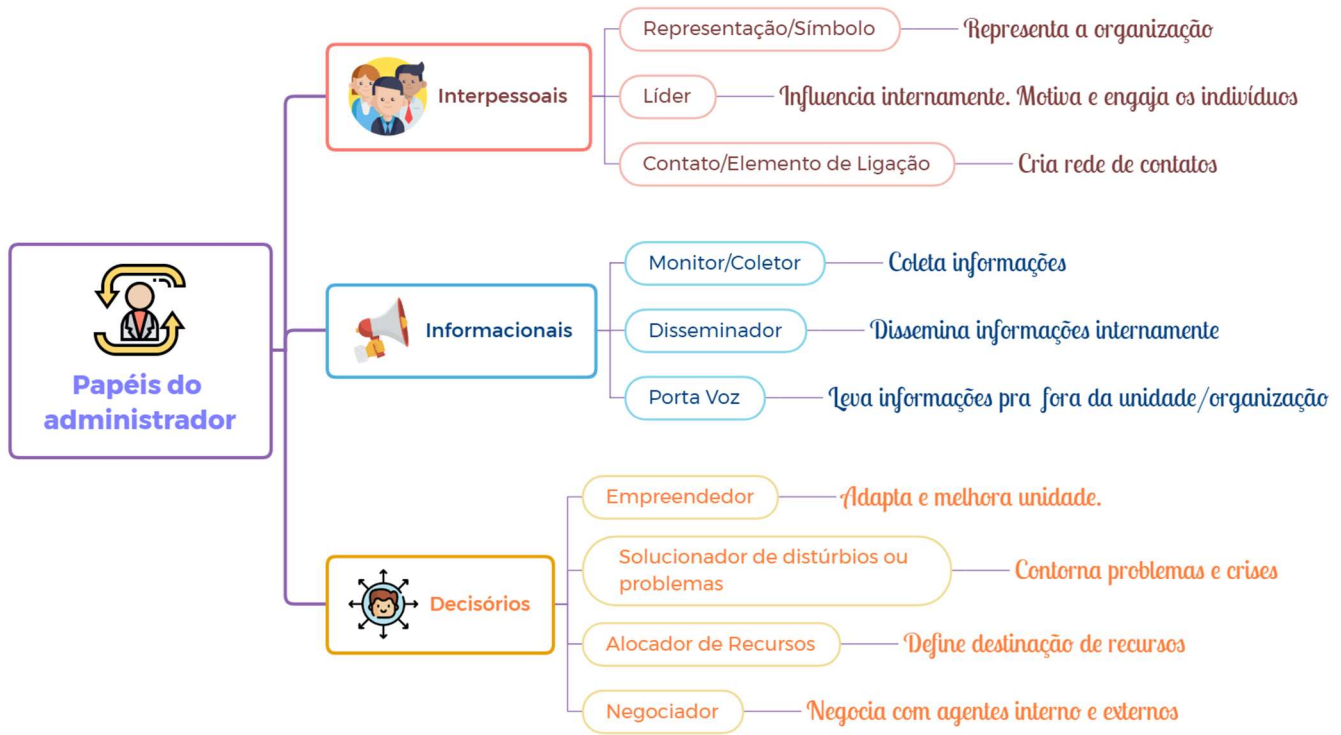 Papéis do
administrador
Interpessoais
Representação/Símbolo
Representa a organização
Líder
Influencia internamente. Motiva e engaja os indivíduos
Contato/Elemento de Ligação
Cria rede de contatos
Informacionais
Monitor/Coletor
Coleta informações
Disseminador
Dissemina informações internamente
Porta Voz
Leva informações pra fora da unidade/organização
Decisórios
Empreendedor
Adapta e melhora unidade.
Solucionador de distúrbios ou
problemas
Contorna problemas e crises
Alocador de Recursos
Define destinação de recursos
Negociador
Negocia com agentes interno e externos